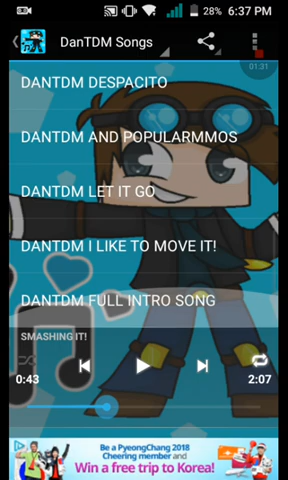 28% 6:37 PM
DanTDM Songs
01:31
DANTDM DESPACITO
DANTDM AND POPULARMMOS
DANTDM LET IT GO
DANTDM I LIKE TO MOVE IT!
DANTDM FULL INTRO SONG
SMASHING IT!
0:43
2:07
Be a PyeongChang 2018
Cheering member and
Win a free trip to Korea!